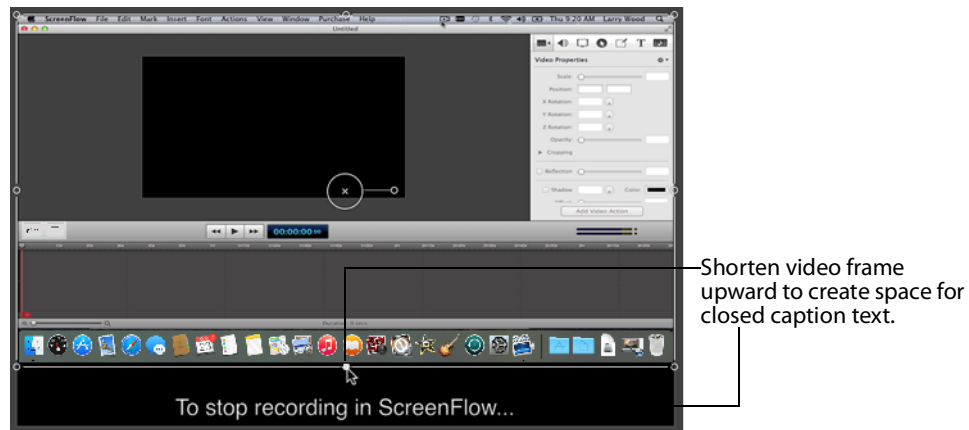 ScreenFlow File Edit Mark Insert Font Actions View Window Purchase Help Thu 9:20 AM Larry Wood
Untitled
T
Video Properties
Scale:
Position:
X Rotation:
Y Rotation:
Z Rotation:
Opacity:
Cropping
Reflection
Shadow Color:
Add Video Action
00:00:00
Shorten video frame
upward to create space for
closed caption text.
To stop recording in ScreenFlow...